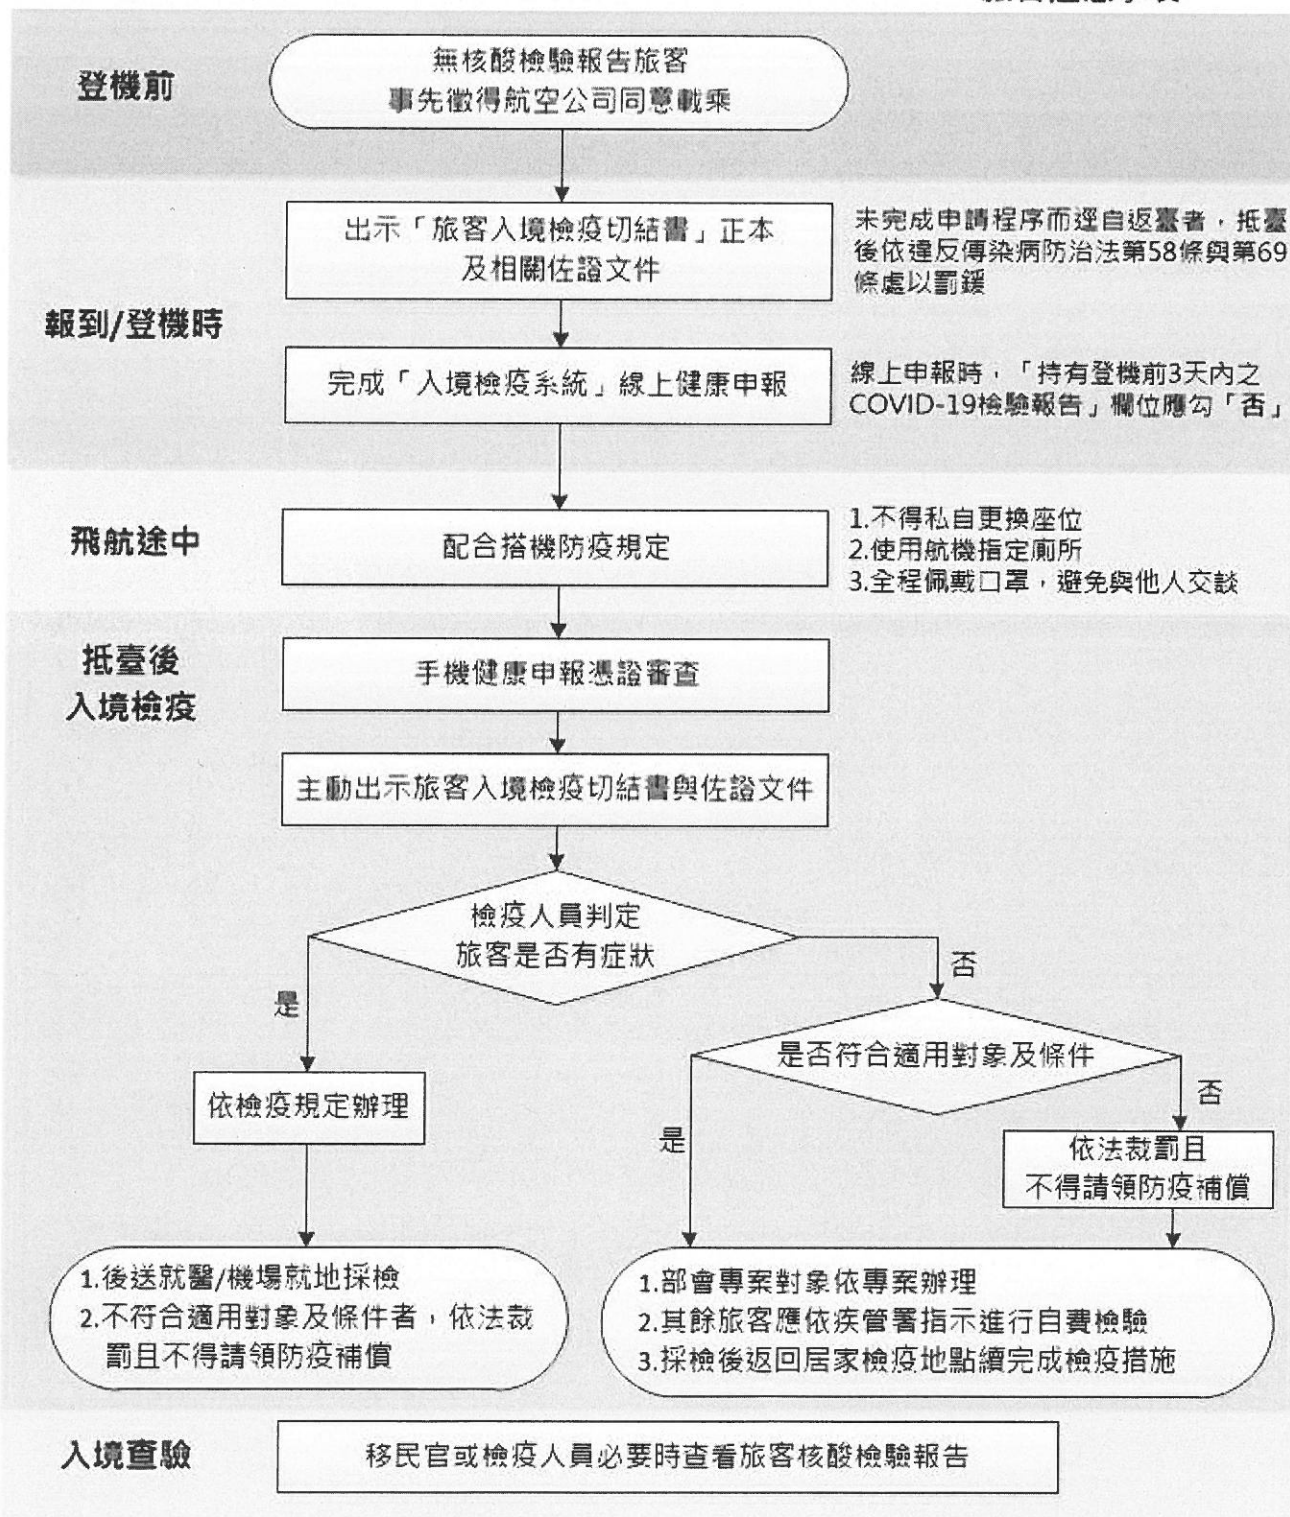 登機前
無核酸檢驗報告旅客
事先徵得航空公司同意載乘
報到/登機時
出示「旅客入境檢疫切結書」正本
及相關佐證文件
未完成申請程序而逕自返臺者，抵臺
後依違反傳染病防治法第58條與第69
條處以罰鍰
完成「入境檢疫系統」線上健康申報
線上申報時，「持有登機前3天內之
COVID-19檢驗報告」欄位應勾「否」
飛航途中
配合搭機防疫規定
1.不得私自更換座位
2.使用航機指定廁所
3.全程佩戴口罩，避免與他人交談
抵臺後
入境檢疫
手機健康申報憑證審查
主動出示旅客入境檢疫切結書與佐證文件
檢疫人員判定
旅客是否有症狀
是
否
是否符合適用對象及條件
依檢疫規定辦理
是
否
依法裁罰且
不得請領防疫補償
1.後送就醫/機場就地採檢
2.不符合適用對象及條件者，依法裁
罰且不得請領防疫補償
1.部會專案對象依專案辦理
2.其餘旅客應依疾管署指示進行自費檢驗
3.採檢後返回居家檢疫地點續完成檢疫措施
入境查驗
移民官或檢疫人員必要時查看旅客核酸檢驗報告